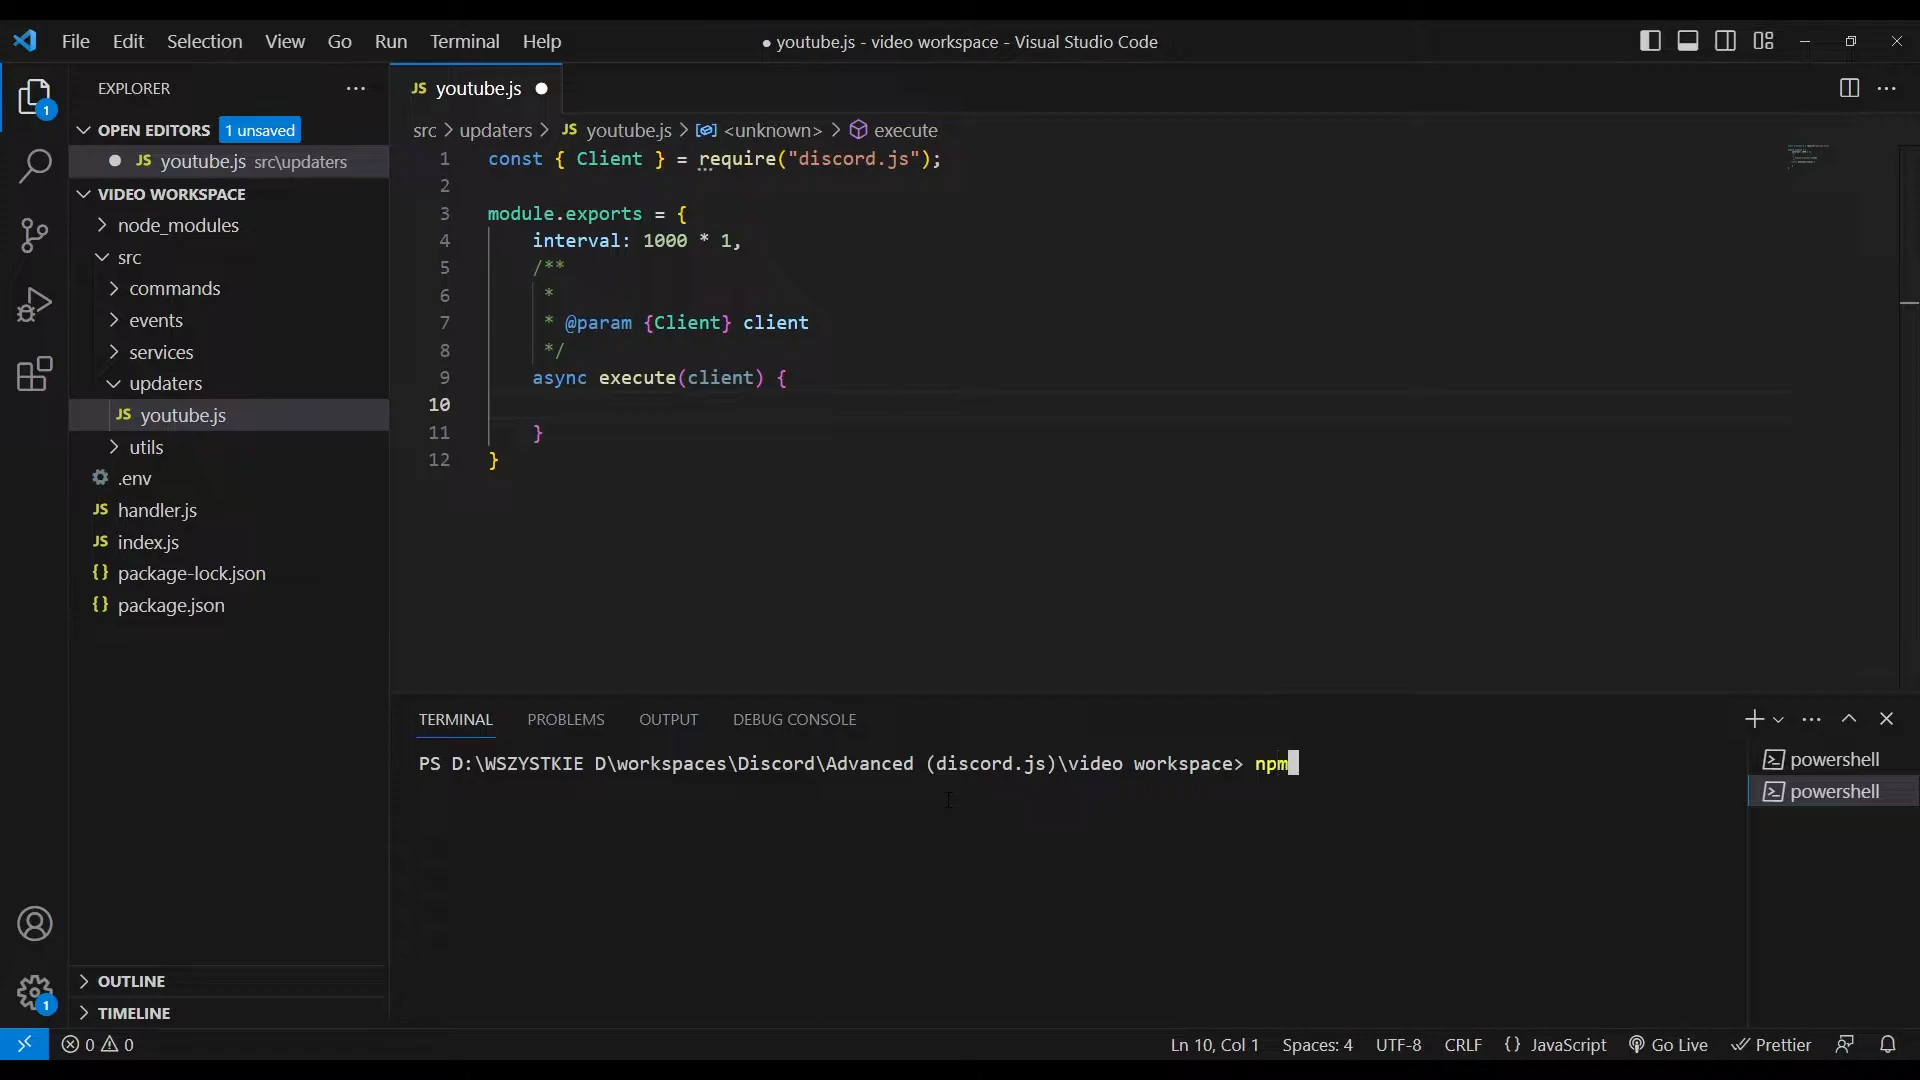 File Edit Selection View Go Run Terminal Help
● youtube.js - video workspace - Visual Studio Code
EXPLORER
OPEN EDITORS 1 unsaved
JS youtube.js src\updaters
VIDEO WORKSPACE
node_modules
src
commands
events
services
updaters
JS youtube.js
utils
.env
JS handler.js
JS index.js
{} package-lock.json
{} package.json
OUTLINE
TIMELINE
1
1
JS youtube.js
src > updaters > JS youtube.js > <unknown> > execute
1 const { Client } = require("discord.js");
2
3 module.exports = {
4 interval: 1000 * 1,
5 /**
6 *
7 * @param {Client} client
8 */
9 async execute(client) {
10
11 }
12 }
TERMINAL PROBLEMS OUTPUT DEBUG CONSOLE
PS D:\WSZYSTKIE D\workspaces\Discord\Advanced (discord.js)\video workspace> npm
powershell
powershell
0 0
Ln 10, Col 1 Spaces: 4 UTF-8 CRLF {} JavaScript Go Live Prettier